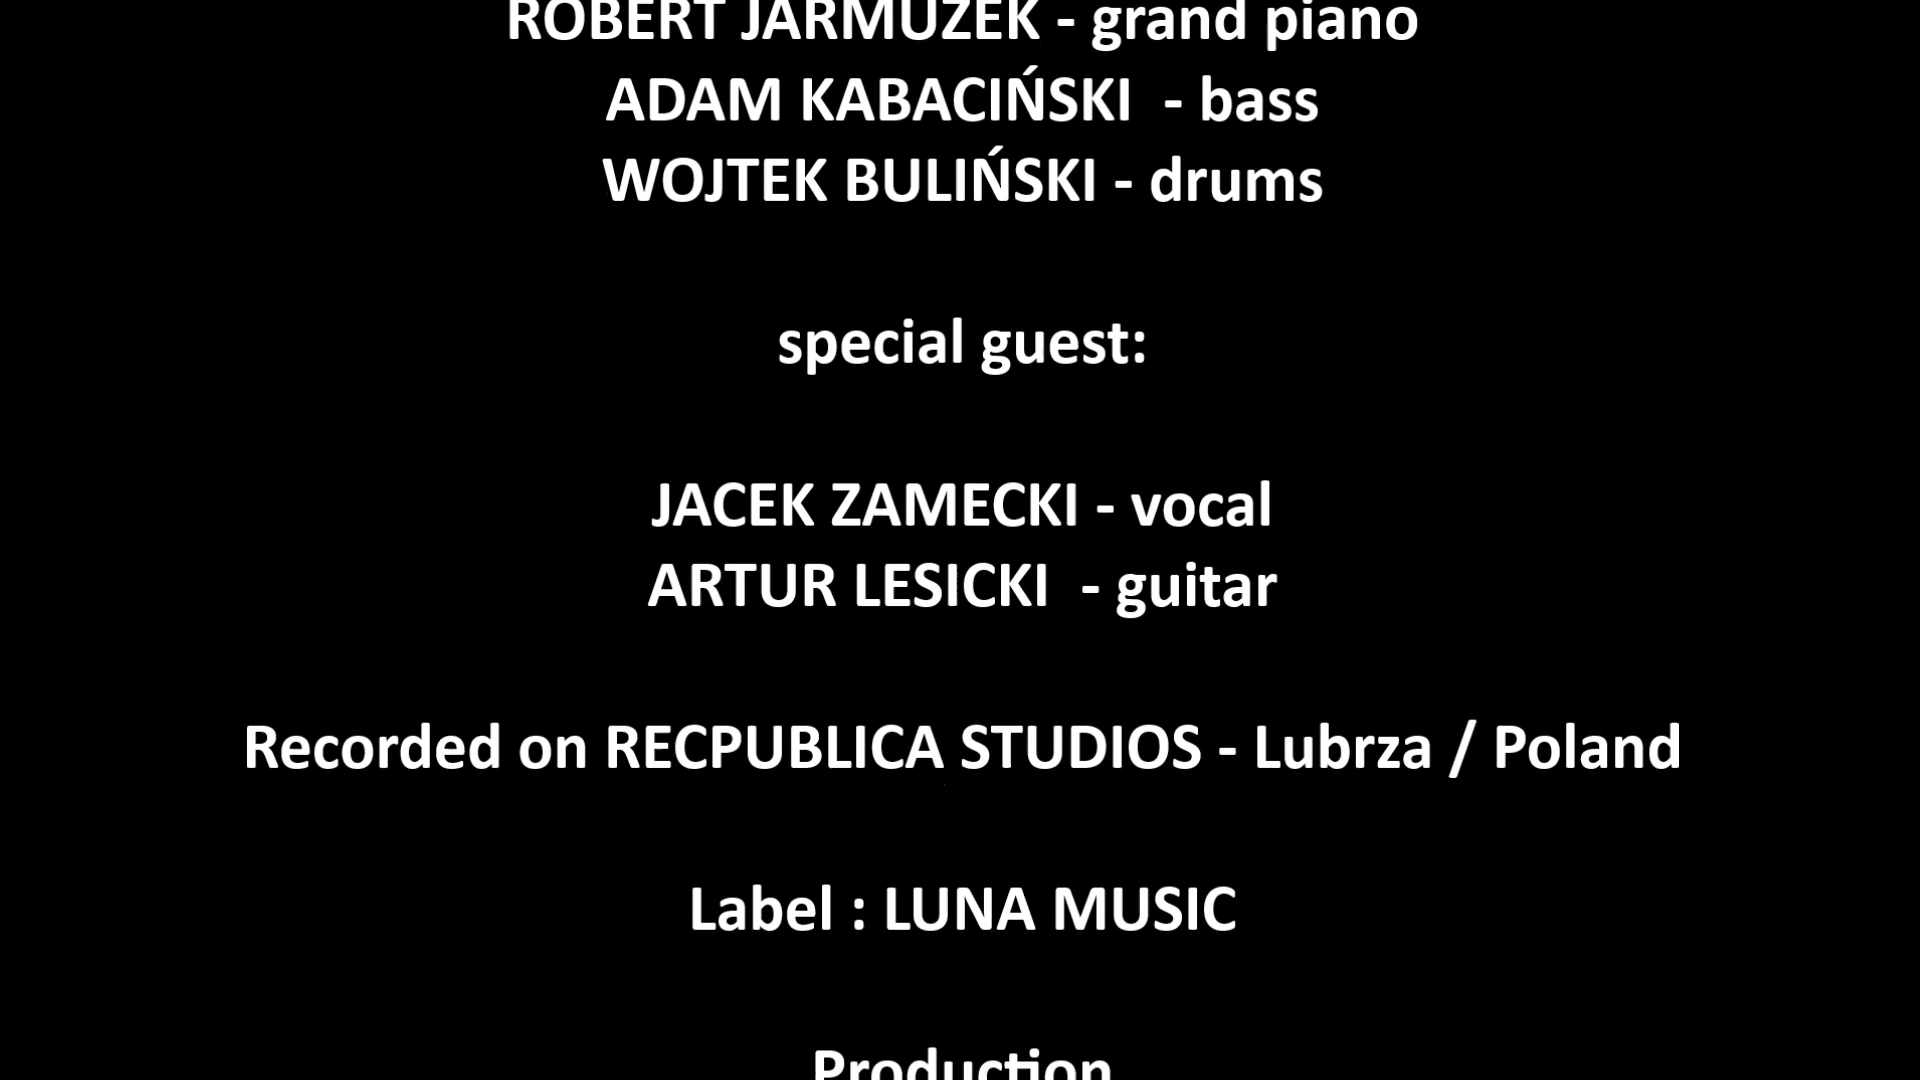 ROBERT JARMUZEK - grand piano
ADAM KABACIŃSKI - bass
WOJTEK BULIŃSKI - drums
special guest:
JACEK ZAMECKI - vocal
ARTUR LESICKI - guitar
Recorded on RECPUBLICA STUDIOS - Lubrza / Poland
Label : LUNA MUSIC
Production